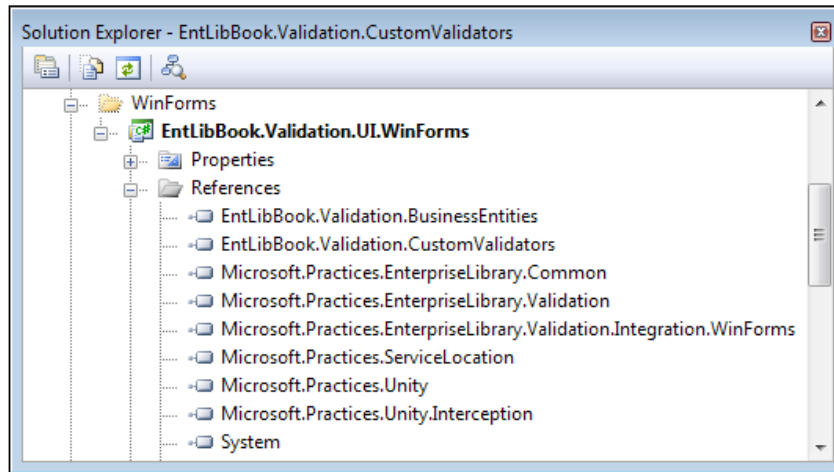 Solution Explorer - EntLibBook.Validation.CustomValidators
WinForms
EntLibBook.Validation.UI.WinForms
Properties
References
EntLibBook.Validation.BusinessEntities
EntLibBook.Validation.CustomValidators
Microsoft.Practices.EnterpriseLibrary.Common
Microsoft.Practices.EnterpriseLibrary.Validation
Microsoft.Practices.EnterpriseLibrary.Validation.Integration.WinForms
Microsoft.Practices.ServiceLocation
Microsoft.Practices.Unity
Microsoft.Practices.Unity.Interception
System